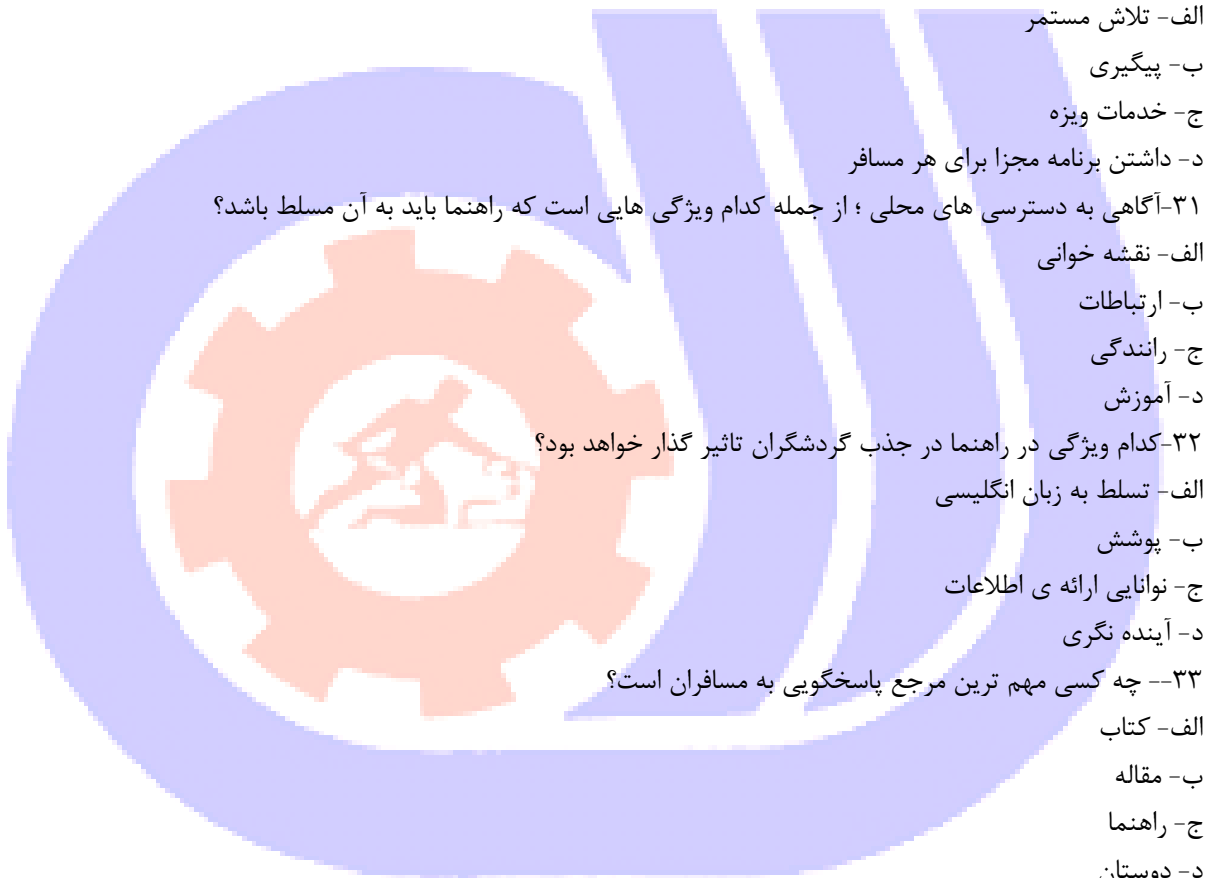 الف- تلاش مستمر
ب- پیگیری
ج- خدمات ویزه
د- داشتن برنامه مجزا برای هر مسافر
۳۱-آگاهی به دسترسی های محلی ؛ از جمله کدام ویژگی هایی است که راهنما باید به آن مسلط باشد؟
الف- نقشه خوانی
ب- ارتباطات
ج- رانندگی
د- آموزش
۳۲-کدام ویژگی در راهنما در جذب گردشگران تاثیر گذار خواهد بود؟
الف- تسلط به زبان انگلیسی
ب- پوشش
ج- نوانایی ارائه ی اطلاعات
د- آینده نگری
۳۳-- چه کسی مهم ترین مرجع پاسخگویی به مسافران است؟
الف- کتاب
ب- مقاله
ج- راهنما
د- دوستان